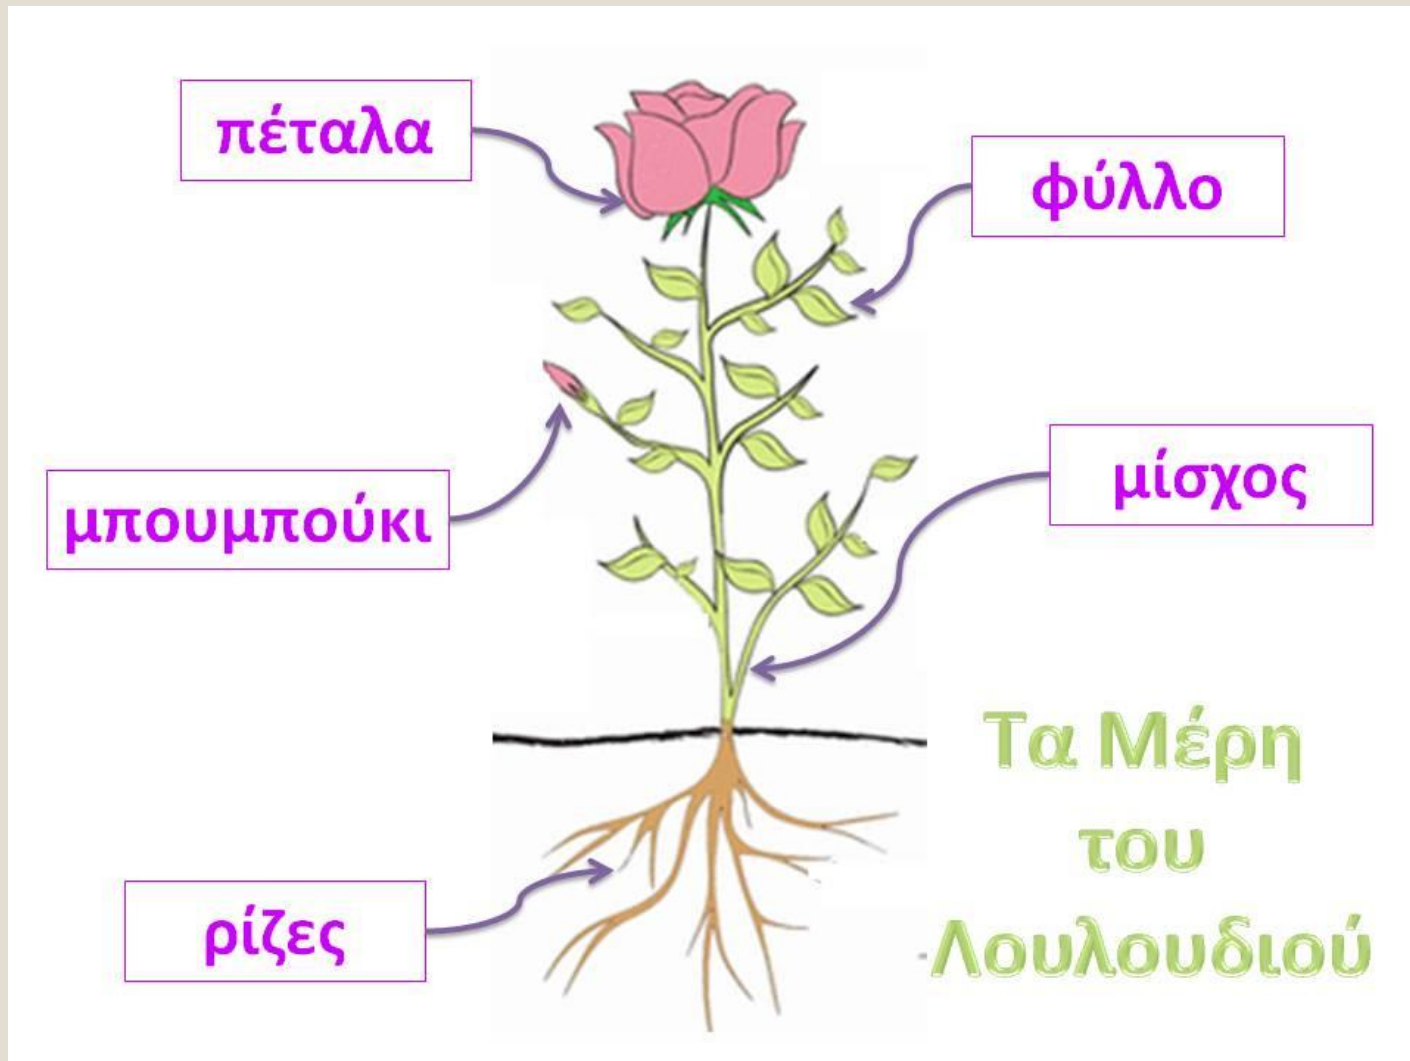 πέταλα
φύλλο
μπουμπούκι
μίσχος
ρίζες
Τα Μέρη
του
Λουλουδιού